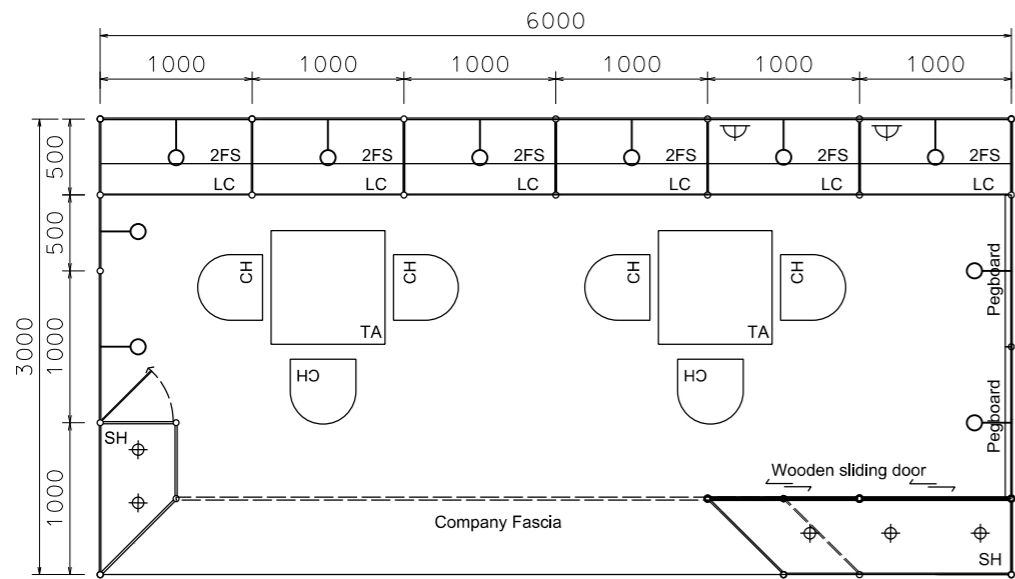 6000
1000 1000 1000 1000 1000 1000
3000
500
500
1000
1000
2FS 2FS 2FS 2FS 2FS 2FS
LC LC LC LC LC LC
CH CH CH CH
TA TA
CH CH
Pegboard
Pegboard
SH
Wooden sliding door
Company Fascia
SH